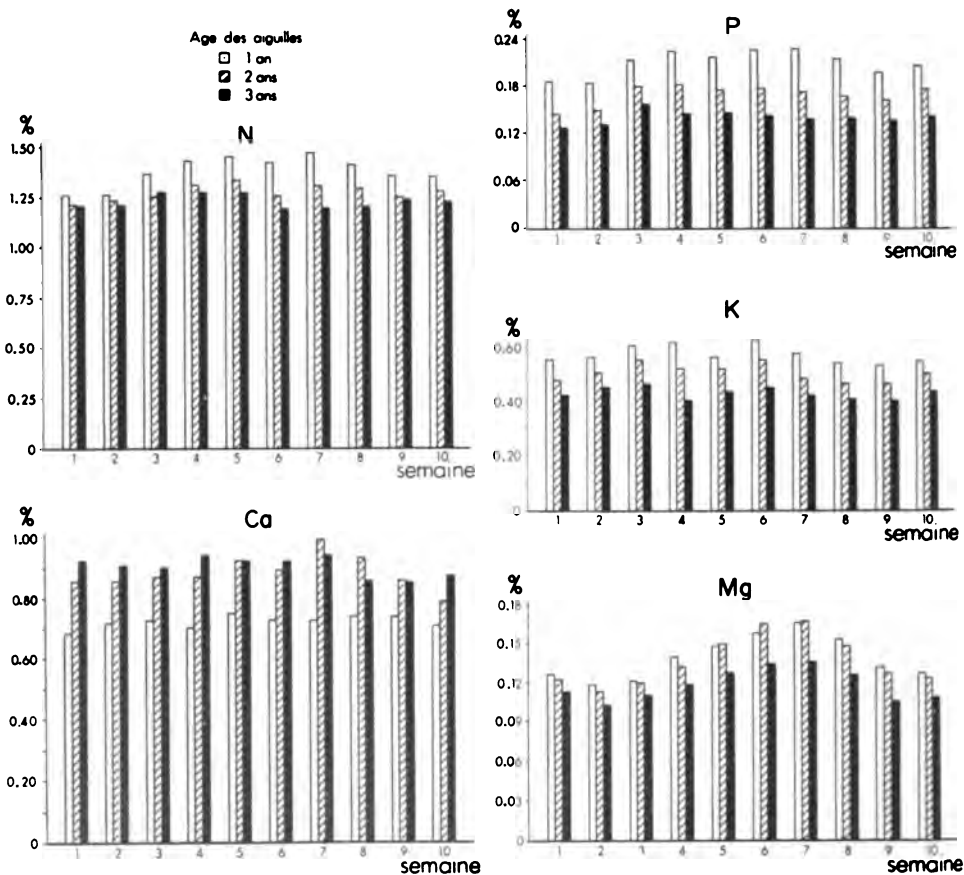 Age des aiguilles
1 an
2 ans
3 ans
N
%
1.50
1.25
1.00
0.75
0.50
0.25
0
1 2 3 4 5 6 7 8 9 10
semaine
P
%
0.24
0.18
0.12
0.06
0
1 2 3 4 5 6 7 8 9 10
semaine
K
%
0.60
0.40
0.20
0
1 2 3 4 5 6 7 8 9 10
semaine
Ca
%
1.00
0.80
0.60
0.40
0.20
0
1 2 3 4 5 6 7 8 9 10
semaine
Mg
%
0.18
0.15
0.12
0.09
0.06
0.03
0
1 2 3 4 5 6 7 8 9 10
semaine